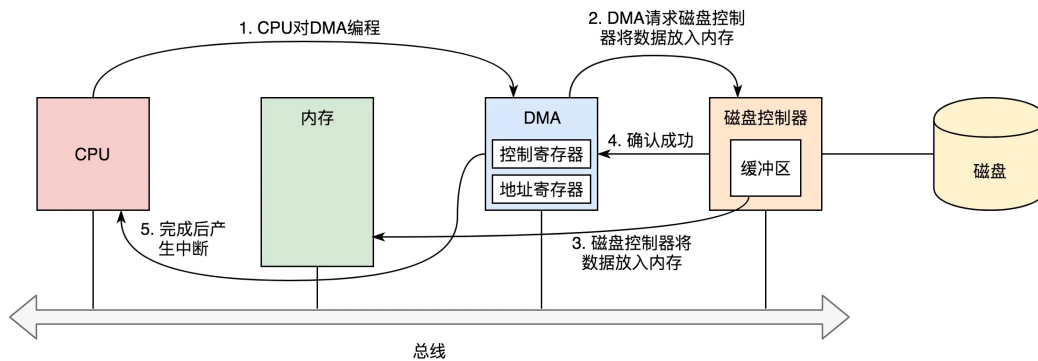 1. CPU对DMA编程
2. DMA请求磁盘控制
器将数据放入内存
CPU
内存
DMA
控制寄存器
地址寄存器
4. 确认成功
磁盘控制器
缓冲区
磁盘
5. 完成后产
生中断
3. 磁盘控制器将
数据放入内存
总线